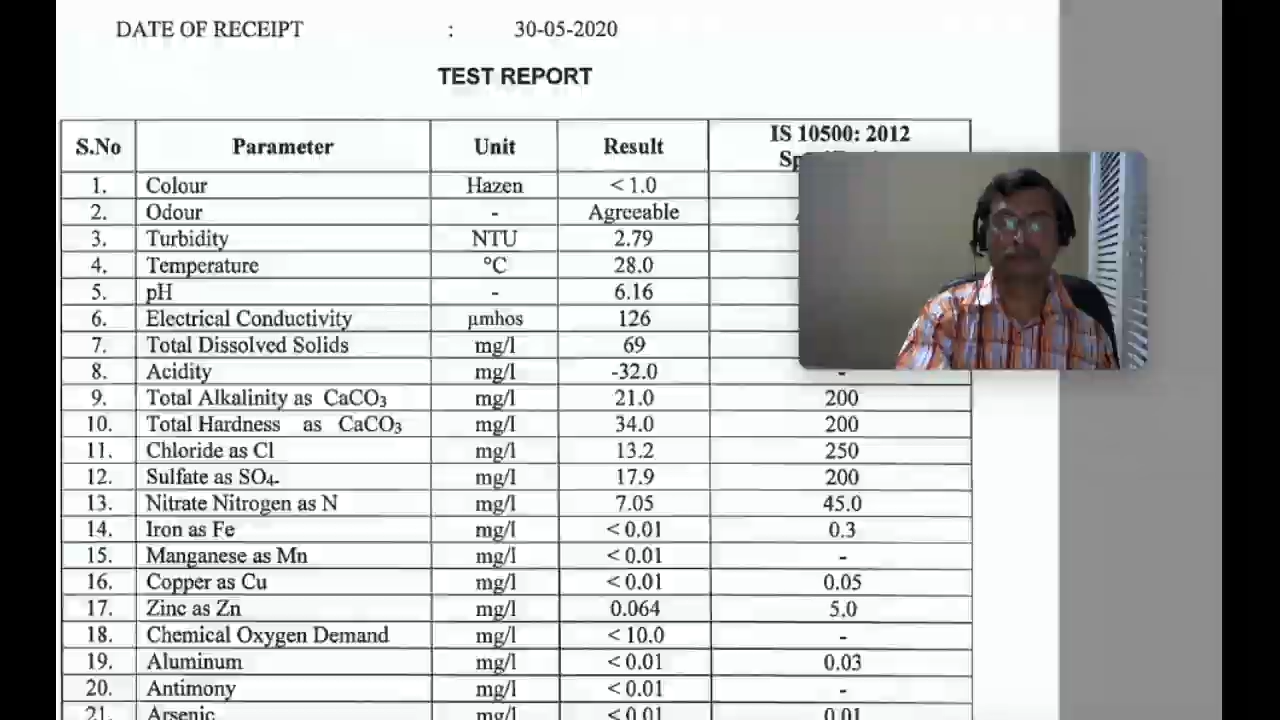 DATE OF RECEIPT : 30-05-2020
TEST REPORT
S.No Parameter Unit Result IS 10500: 2012
1. Colour Hazen < 1.0
2. Odour - Agreeable
3. Turbidity NTU 2.79
4. Temperature °C 28.0
5. pH - 6.16
6. Electrical Conductivity µmhos 126
7. Total Dissolved Solids mg/l 69
8. Acidity mg/l -32.0 -
9. Total Alkalinity as CaCO₃ mg/l 21.0 200
10. Total Hardness as CaCO₃ mg/l 34.0 200
11. Chloride as Cl mg/l 13.2 250
12. Sulfate as SO₄- mg/l 17.9 200
13. Nitrate Nitrogen as N mg/l 7.05 45.0
14. Iron as Fe mg/l < 0.01 0.3
15. Manganese as Mn mg/l < 0.01 -
16. Copper as Cu mg/l < 0.01 0.05
17. Zinc as Zn mg/l 0.064 5.0
18. Chemical Oxygen Demand mg/l < 10.0 -
19. Aluminum mg/l < 0.01 0.03
20. Antimony mg/l < 0.01 -
21. Arsenic mg/l < 0.01 0.01